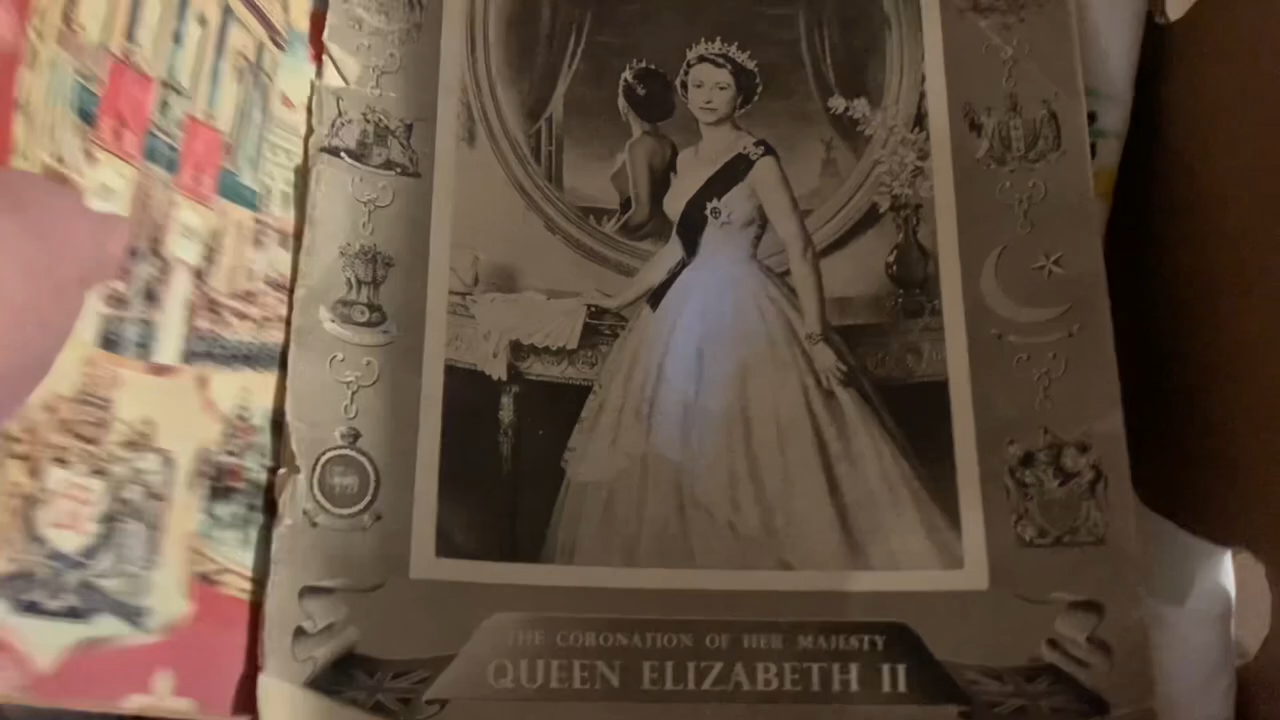 THE CORONATION OF HER MAJESTY
QUEEN ELIZABETH II